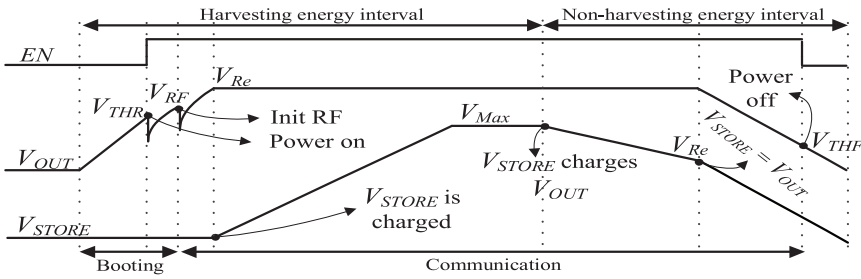 Harvesting energy interval
Non-harvesting energy interval
EN
V_Re
Power
off
V_RF
V_THR
Init RF
Power on
V_Max
V_THF
V_Re
V_STORE = V_OUT
V_OUT
V_STORE charges
V_OUT
V_STORE is
charged
V_STORE
Booting
Communication